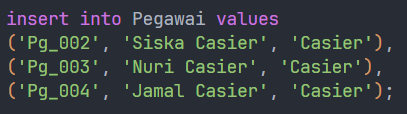 insert into Pegawai values
('Pg_002', 'Siska Casier', 'Casier'),
('Pg_003', 'Nuri Casier', 'Casier'),
('Pg_004', 'Jamal Casier', 'Casier');